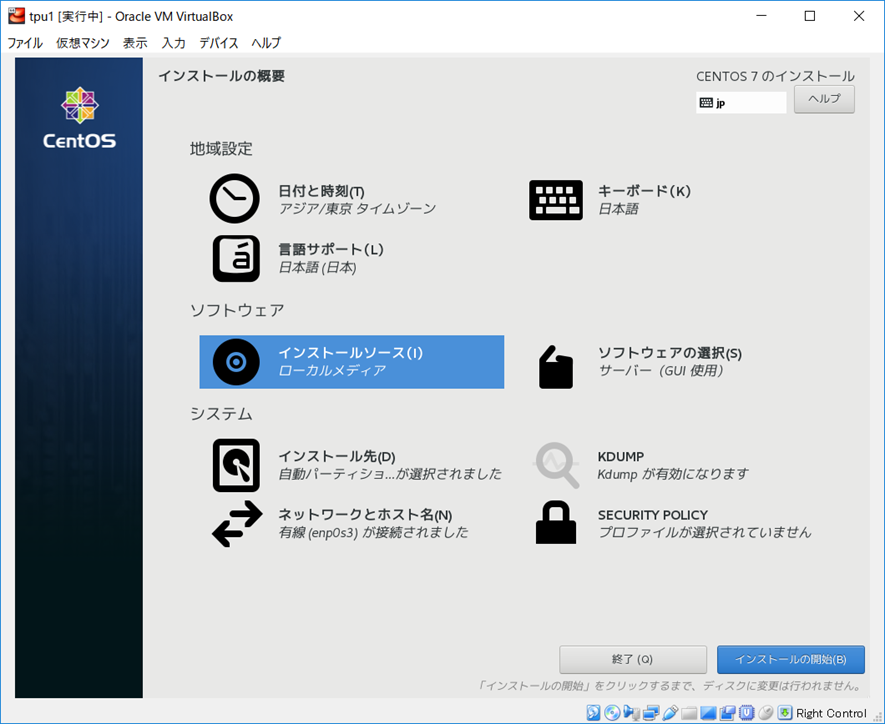 tpu1 [実行中] - Oracle VM VirtualBox
ファイル 仮想マシン 表示 入力 デバイス ヘルプ
CentOS
インストールの概要
CENTOS 7 のインストール
jp
ヘルプ
地域設定
日付と時刻(T)
アジア/東京 タイムゾーン
キーボード(K)
日本語
言語サポート(L)
日本語 (日本)
ソフトウェア
インストールソース(I)
ローカルメディア
ソフトウェアの選択(S)
サーバー（GUI 使用）
システム
インストール先(D)
自動パーティショ...が選択されました
KDUMP
Kdump が有効になります
ネットワークとホスト名(N)
有線 (enp0s3) が接続されました
SECURITY POLICY
プロファイルが選択されていません
終了 (Q)
インストールの開始(B)
「インストールの開始」をクリックするまで、ディスクに変更は行われません。
Right Control